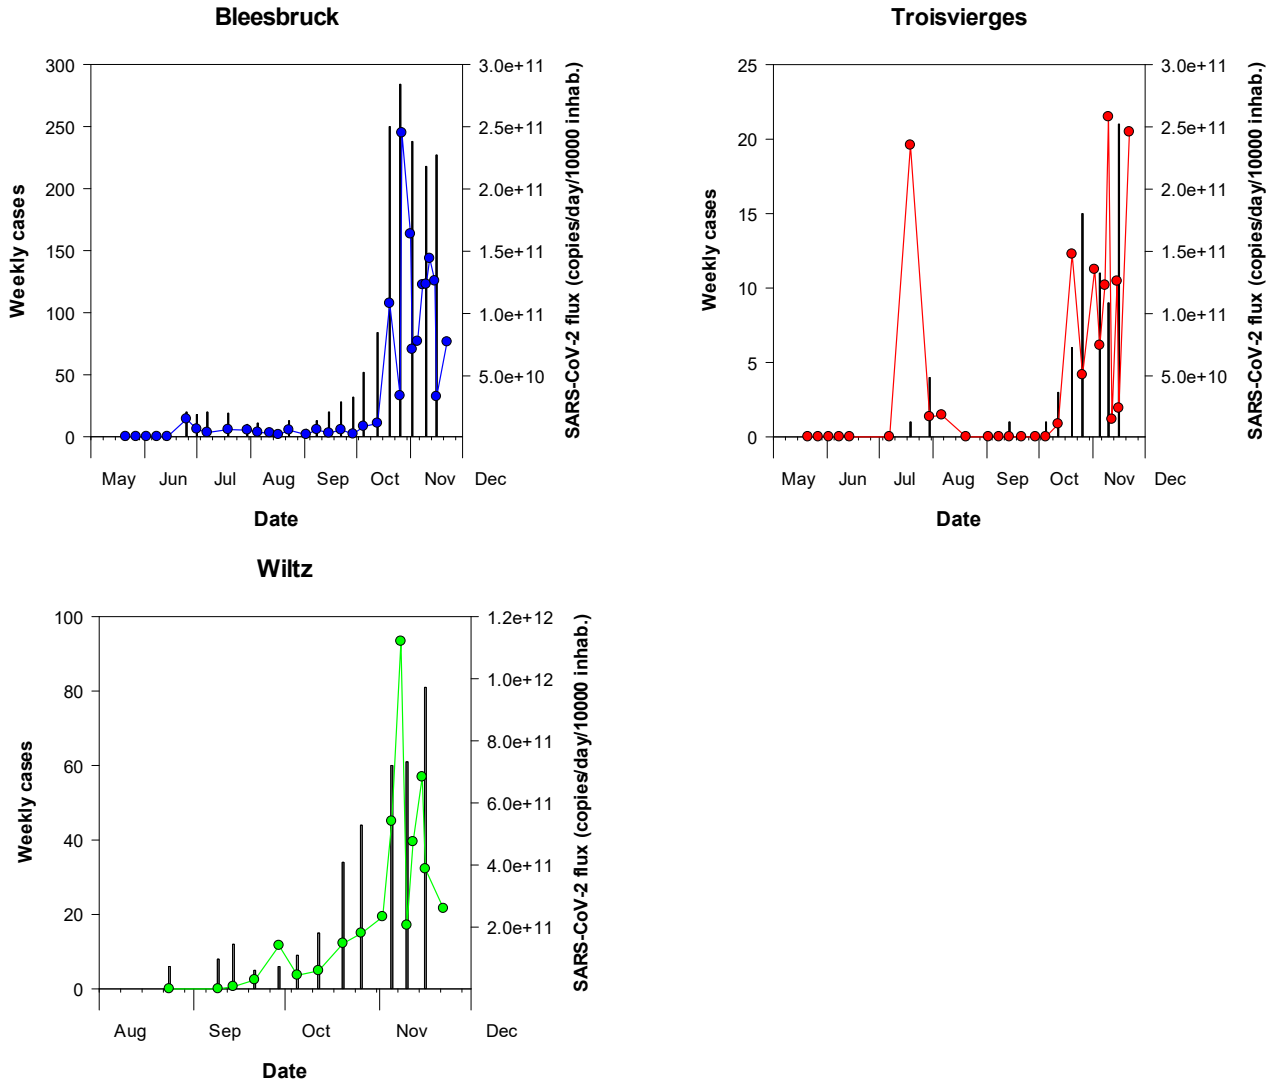 Bleesbruck
300
250
200
150
100
50
0
Weekly cases
3.0e+11
2.5e+11
2.0e+11
1.5e+11
1.0e+11
5.0e+10
SARS-CoV-2 flux (copies/day/10000 inhab.)
May Jun Jul Aug Sep Oct Nov Dec
Date
Troisvierges
25
20
15
10
5
0
Weekly cases
3.0e+11
2.5e+11
2.0e+11
1.5e+11
1.0e+11
5.0e+10
SARS-CoV-2 flux (copies/day/10000 inhab.)
May Jun Jul Aug Sep Oct Nov Dec
Date
Wiltz
100
80
60
40
20
0
Weekly cases
1.2e+12
1.0e+12
8.0e+11
6.0e+11
4.0e+11
2.0e+11
SARS-CoV-2 flux (copies/day/10000 inhab.)
Aug Sep Oct Nov Dec
Date